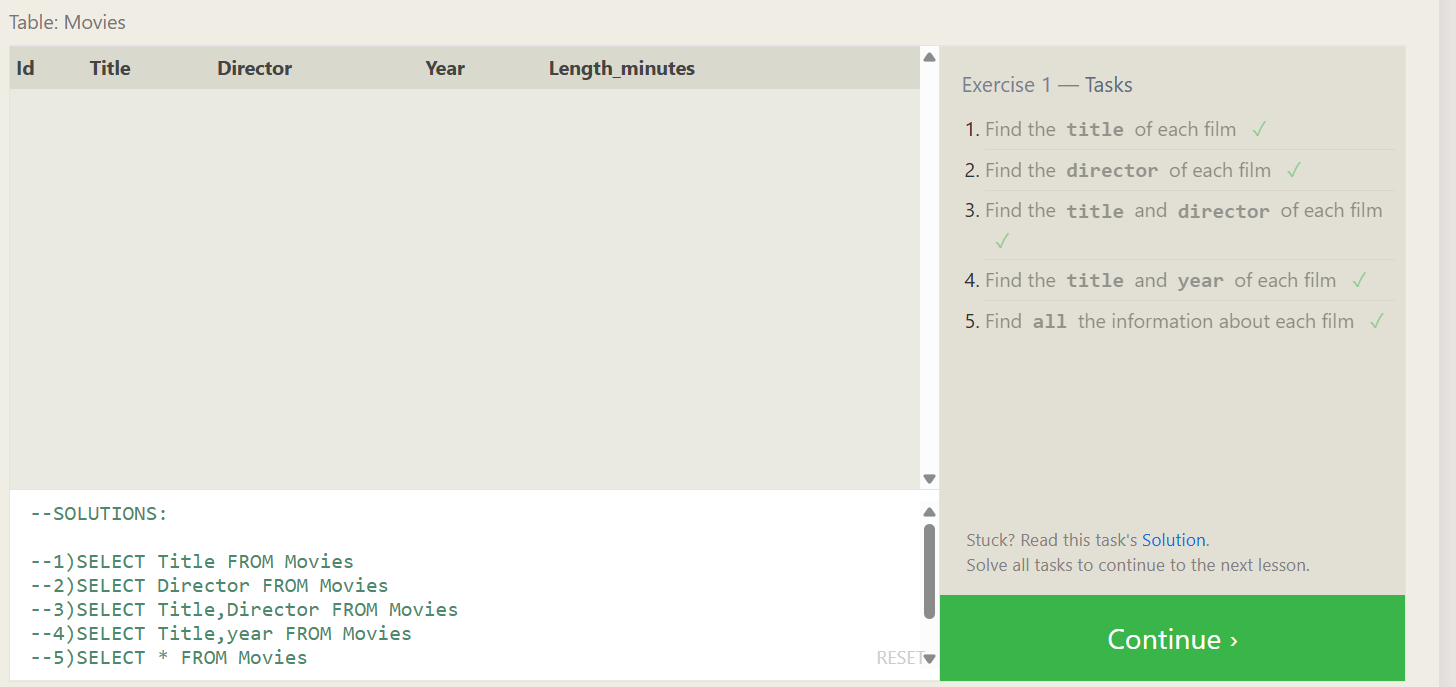 Table: Movies
Id Title Director Year Length_minutes
Exercise 1 — Tasks
1. Find the title of each film ✓
2. Find the director of each film ✓
3. Find the title and director of each film
✓
4. Find the title and year of each film ✓
5. Find all the information about each film ✓
Stuck? Read this task's Solution.
Solve all tasks to continue to the next lesson.
Continue ›
--SOLUTIONS:
--1)SELECT Title FROM Movies
--2)SELECT Director FROM Movies
--3)SELECT Title,Director FROM Movies
--4)SELECT Title,year FROM Movies
--5)SELECT * FROM Movies
RESET